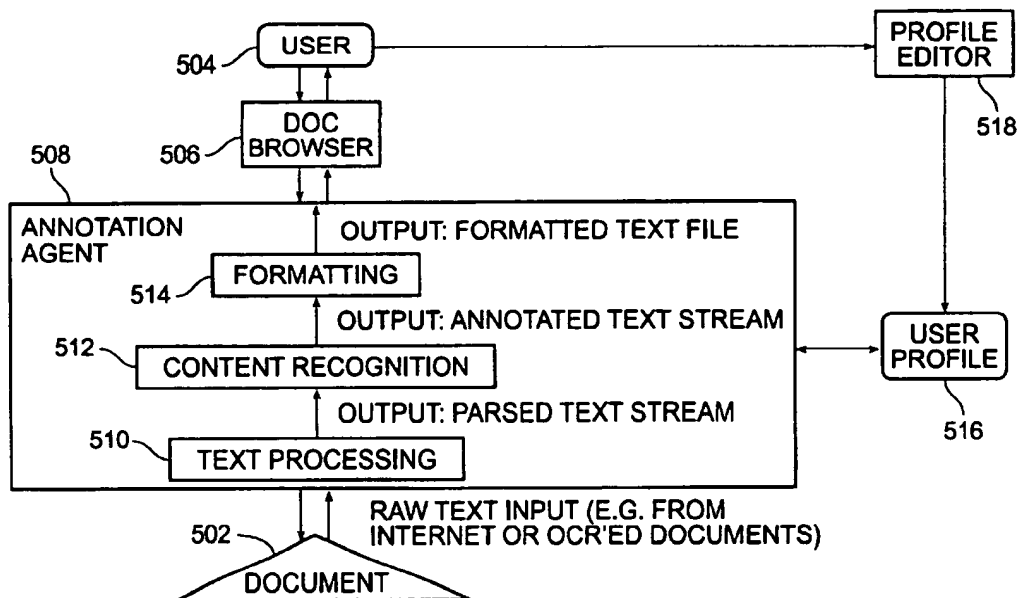 USER
504
PROFILE
EDITOR
518
DOC
BROWSER
506
508
ANNOTATION
AGENT
OUTPUT: FORMATTED TEXT FILE
FORMATTING
514
OUTPUT: ANNOTATED TEXT STREAM
512
CONTENT RECOGNITION
USER
PROFILE
516
OUTPUT: PARSED TEXT STREAM
510
TEXT PROCESSING
RAW TEXT INPUT (E.G. FROM
INTERNET OR OCR'ED DOCUMENTS)
502
DOCUMENT